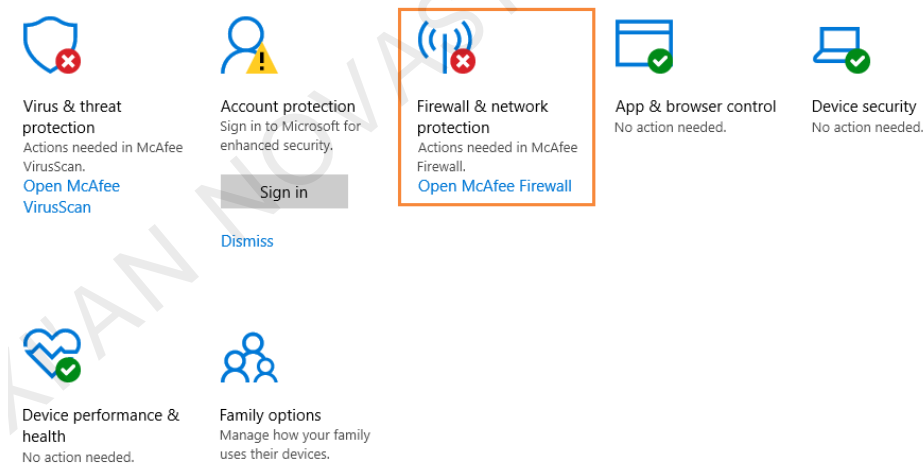 Virus & threat
protection
Actions needed in McAfee
VirusScan.
Open McAfee
VirusScan
Account protection
Sign in to Microsoft for
enhanced security.
Sign in
Dismiss
Firewall & network
protection
Actions needed in McAfee
Firewall.
Open McAfee Firewall
App & browser control
No action needed.
Device security
No action needed.
Device performance &
health
No action needed.
Family options
Manage how your family
uses their devices.
XI'AN NOVAST